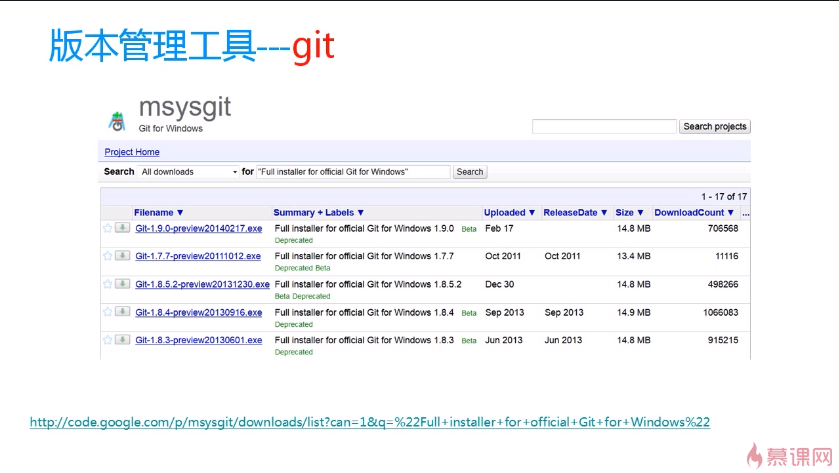 版本管理工具---git
msysgit
Git for Windows
Search projects
Project Home
Search All downloads for "Full installer for official Git for Windows" Search
1 - 17 of 17
Filename ▼ Summary + Labels ▼ Uploaded ▼ ReleaseDate ▼ Size ▼ DownloadCount ▼ ...
Git-1.9.0-preview20140217.exe Full installer for official Git for Windows 1.9.0 Beta Feb 17 14.8 MB 706568
Deprecated
Git-1.7.7-preview20111012.exe Full installer for official Git for Windows 1.7.7 Oct 2011 Oct 2011 13.4 MB 11116
Deprecated Beta
Git-1.8.5.2-preview20131230.exe Full installer for official Git for Windows 1.8.5.2 Dec 30 14.8 MB 498266
Beta Deprecated
Git-1.8.4-preview20130916.exe Full installer for official Git for Windows 1.8.4 Beta Sep 2013 Sep 2013 14.9 MB 1066083
Deprecated
Git-1.8.3-preview20130601.exe Full installer for official Git for Windows 1.8.3 Beta Jun 2013 Jun 2013 14.8 MB 915215
Deprecated
http://code.google.com/p/msysgit/downloads/list?can=1&q=%22Full+installer+for+official+Git+for+Windows%22
慕课网